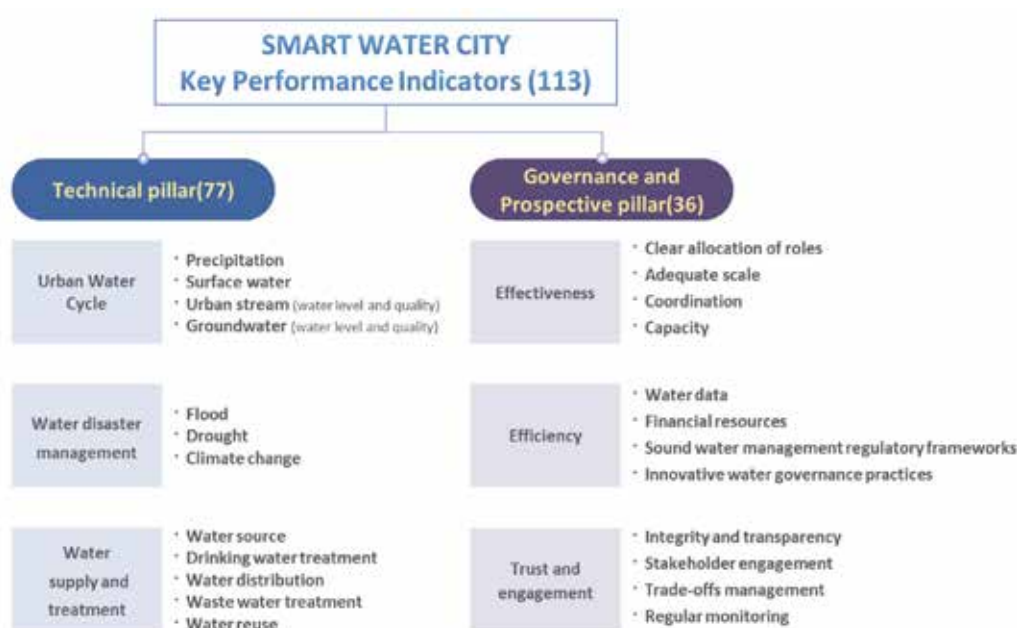 SMART WATER CITY
Key Performance Indicators (113)
Technical pillar(77)
Urban Water
Cycle
· Precipitation
· Surface water
· Urban stream (water level and quality)
· Groundwater (water level and quality)
Water disaster
management
· Flood
· Drought
· Climate change
Water
supply and
treatment
· Water source
· Drinking water treatment
· Water distribution
· Waste water treatment
· Water reuse
Governance and
Prospective pillar(36)
Effectiveness
· Clear allocation of roles
· Adequate scale
· Coordination
· Capacity
Efficiency
· Water data
· Financial resources
· Sound water management regulatory frameworks
· Innovative water governance practices
Trust and
engagement
· Integrity and transparency
· Stakeholder engagement
· Trade-offs management
· Regular monitoring